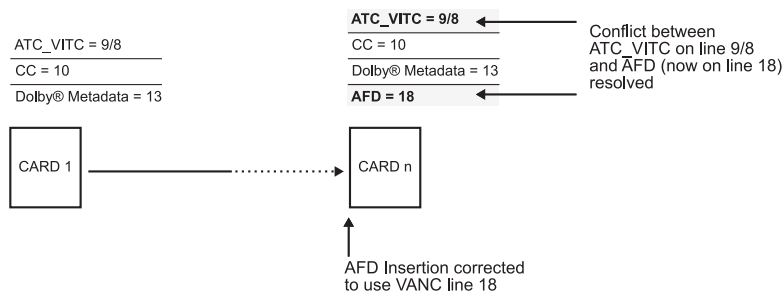 ATC_VITC = 9/8
CC = 10
Dolby® Metadata = 13
ATC_VITC = 9/8
CC = 10
Dolby® Metadata = 13
AFD = 18
Conflict between
ATC_VITC on line 9/8
and AFD (now on line 18)
resolved
CARD 1
CARD n
AFD Insertion corrected
to use VANC line 18